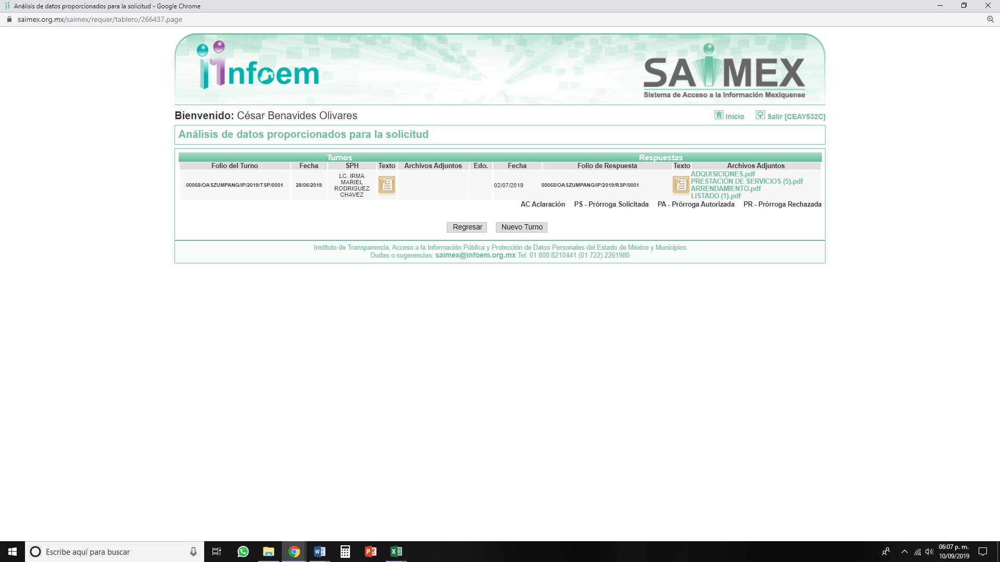 Análisis de datos proporcionados para la solicitud - Google Chrome
saimex.org.mx/saimex/requer/tablero/266437.page
infoem
SAIMEX
Sistema de Acceso a la Información Mexiquense
Bienvenido: César Benavides Olivares
Inicio
Salir [CEAY532C]
Análisis de datos proporcionados para la solicitud
Turnos
Respuestas
Folio del Turno Fecha SPH Texto Archivos Adjuntos Edo. Fecha Folio de Respuesta Texto Archivos Adjuntos
00068/OASZUMPANG/IP/2019/TSP/0001
28/06/2019
LC. IRMA
MARIEL
RODRIGUEZ
CHAVEZ
02/07/2019
00068/OASZUMPANG/IP/2019/RSP/0001
ADQUISICIONES.pdf
PRESTACIÓN DE SERVICIOS (5).pdf
ARRENDAMIENTO.pdf
LISTADO (1).pdf
AC Aclaración PS - Prórroga Solicitada PA - Prórroga Autorizada PR - Prórroga Rechazada
Regresar
Nuevo Turno
Instituto de Transparencia, Acceso a la Información Pública y Protección de Datos Personales del Estado de México y Municipios
Dudas o sugerencias: saimex@infoem.org.mx Tel. 01 800 8210441 (01 722) 2261980
Escribe aquí para buscar
06:07 p. m.
10/09/2019